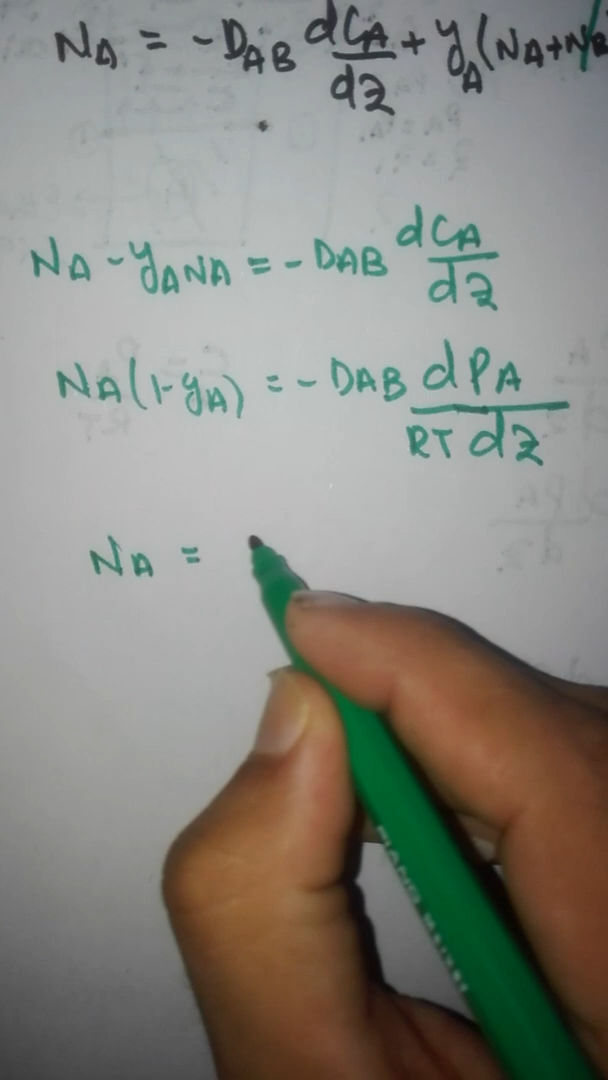 NA = -DAB dCA/dz + yA(NA+NB
NA - yANA = - DAB dCA/dz
NA(1-yA) = - DAB dPA/RT dz
NA =